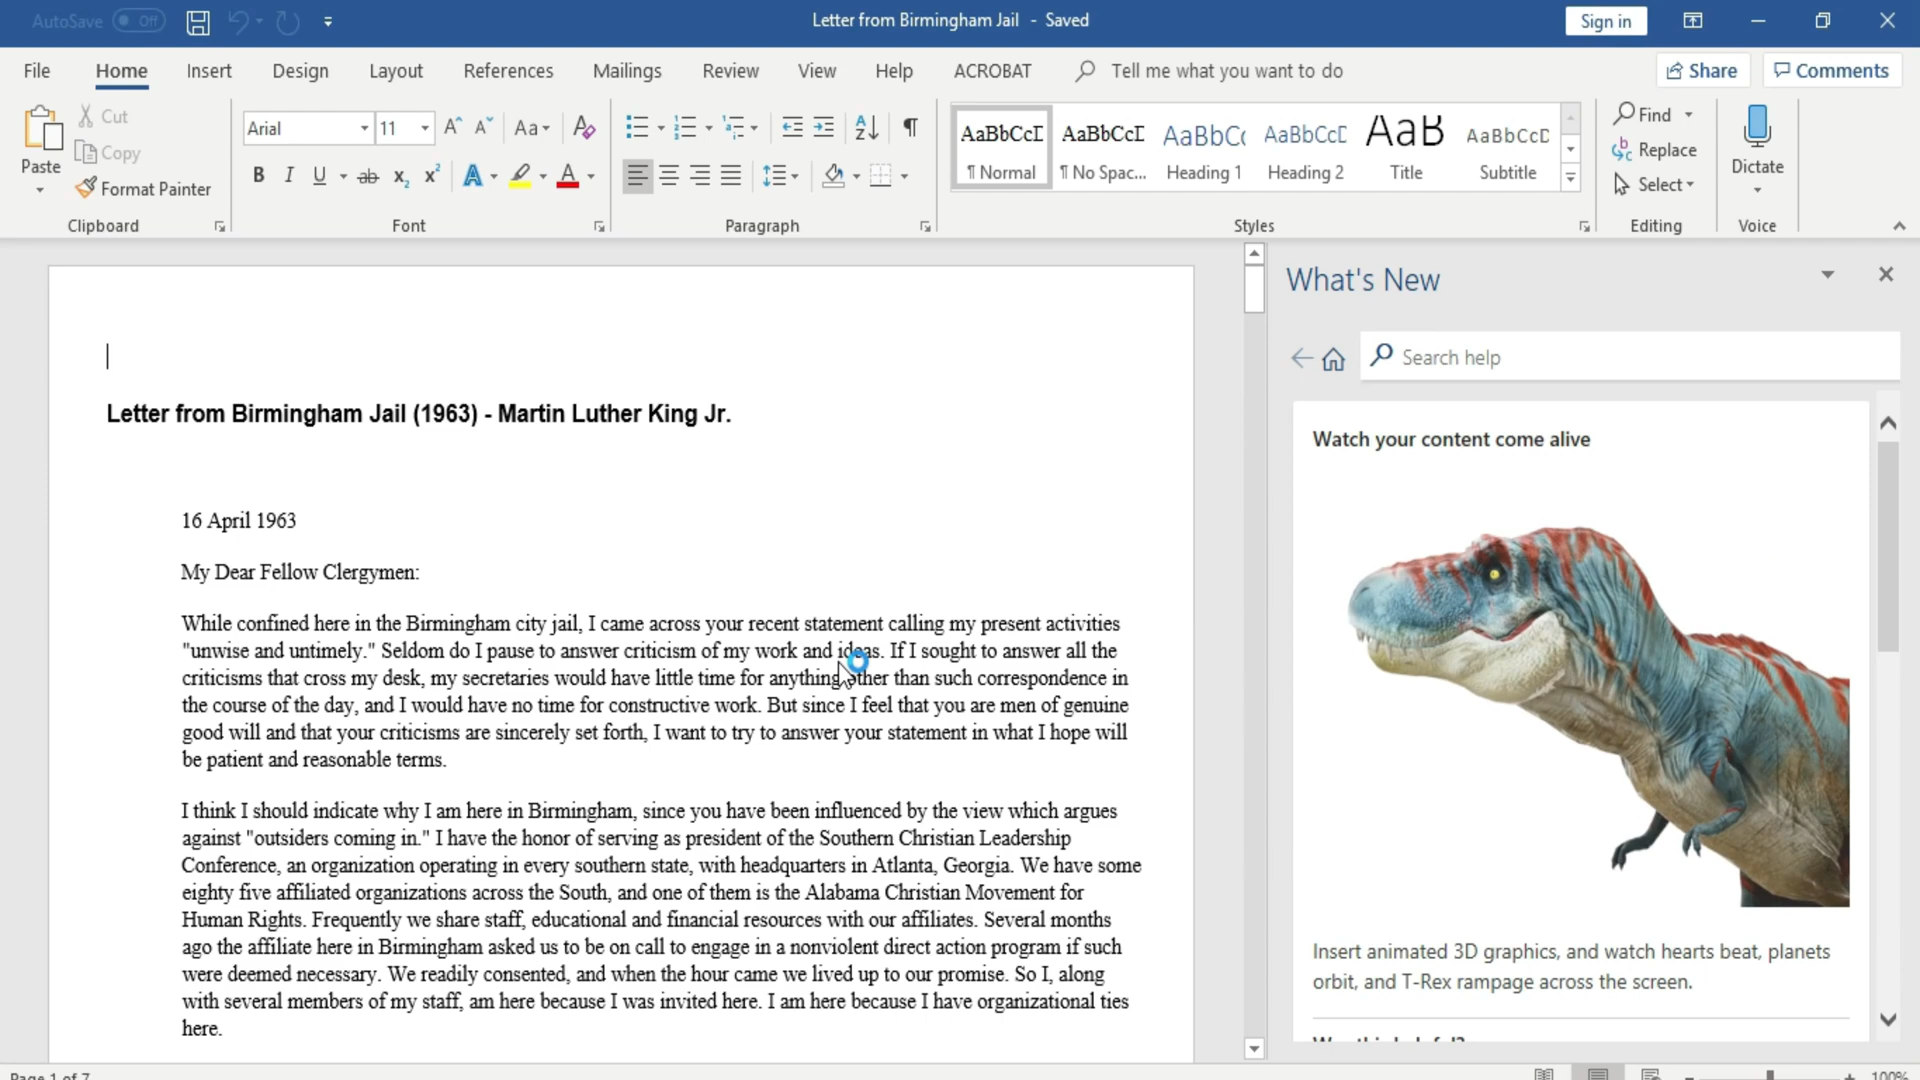 AutoSave Off
Letter from Birmingham Jail - Saved
Sign in
File Home Insert Design Layout References Mailings Review View Help ACROBAT Tell me what you want to do Share Comments
Paste
Cut
Copy
Format Painter
Clipboard
Arial 11
Aa
B I U ab x₂ x² A A
Font
Paragraph
AaBbCcD AaBbCcD AaBbC AaBbCcD AaB AaBbCcD
¶ Normal ¶ No Spac... Heading 1 Heading 2 Title Subtitle
Styles
Find
Replace
Select
Editing
Dictate
Voice
Letter from Birmingham Jail (1963) - Martin Luther King Jr.
16 April 1963
My Dear Fellow Clergymen:
While confined here in the Birmingham city jail, I came across your recent statement calling my present activities
"unwise and untimely." Seldom do I pause to answer criticism of my work and ideas. If I sought to answer all the
criticisms that cross my desk, my secretaries would have little time for anything other than such correspondence in
the course of the day, and I would have no time for constructive work. But since I feel that you are men of genuine
good will and that your criticisms are sincerely set forth, I want to try to answer your statement in what I hope will
be patient and reasonable terms.
I think I should indicate why I am here in Birmingham, since you have been influenced by the view which argues
against "outsiders coming in." I have the honor of serving as president of the Southern Christian Leadership
Conference, an organization operating in every southern state, with headquarters in Atlanta, Georgia. We have some
eighty five affiliated organizations across the South, and one of them is the Alabama Christian Movement for
Human Rights. Frequently we share staff, educational and financial resources with our affiliates. Several months
ago the affiliate here in Birmingham asked us to be on call to engage in a nonviolent direct action program if such
were deemed necessary. We readily consented, and when the hour came we lived up to our promise. So I, along
with several members of my staff, am here because I was invited here. I am here because I have organizational ties
here.
What's New
Search help
Watch your content come alive
Insert animated 3D graphics, and watch hearts beat, planets
orbit, and T-Rex rampage across the screen.
Page 1 of 7
100%